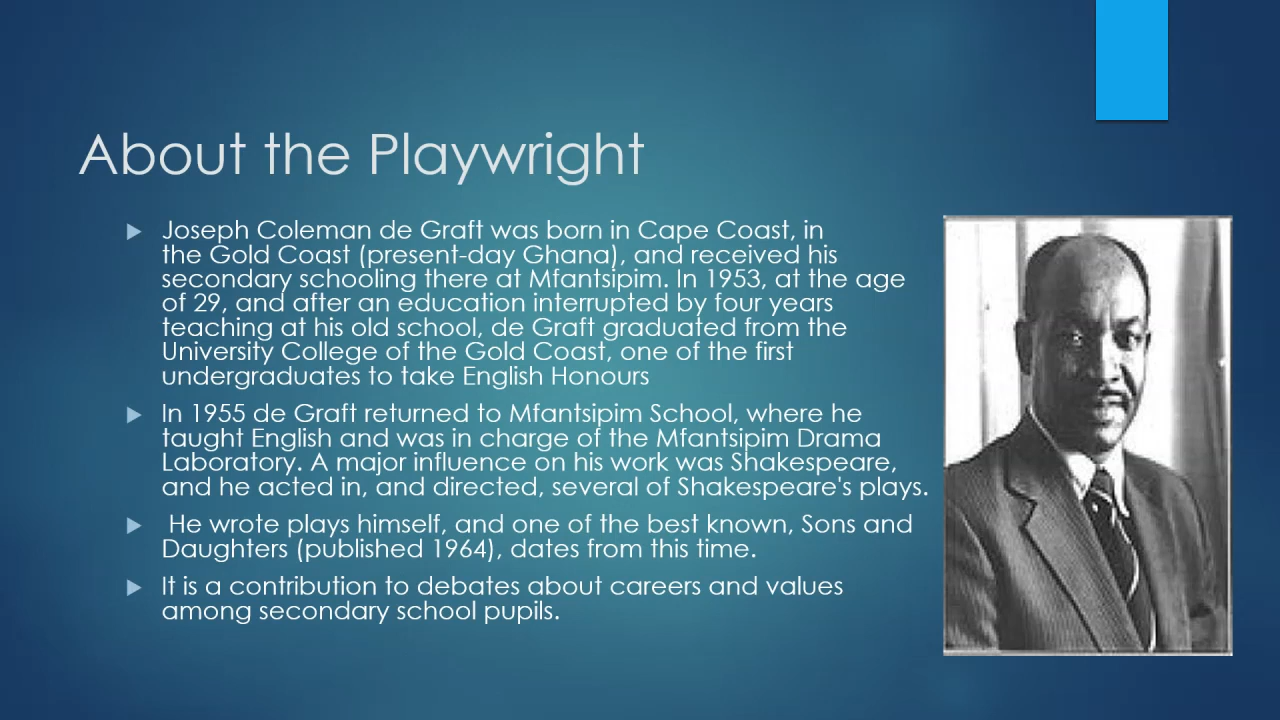 About the Playwright
Joseph Coleman de Graft was born in Cape Coast, in
the Gold Coast (present-day Ghana), and received his
secondary schooling there at Mfantsipim. In 1953, at the age
of 29, and after an education interrupted by four years
teaching at his old school, de Graft graduated from the
University College of the Gold Coast, one of the first
undergraduates to take English Honours
In 1955 de Graft returned to Mfantsipim School, where he
taught English and was in charge of the Mfantsipim Drama
Laboratory. A major influence on his work was Shakespeare,
and he acted in, and directed, several of Shakespeare's plays.
He wrote plays himself, and one of the best known, Sons and
Daughters (published 1964), dates from this time.
It is a contribution to debates about careers and values
among secondary school pupils.